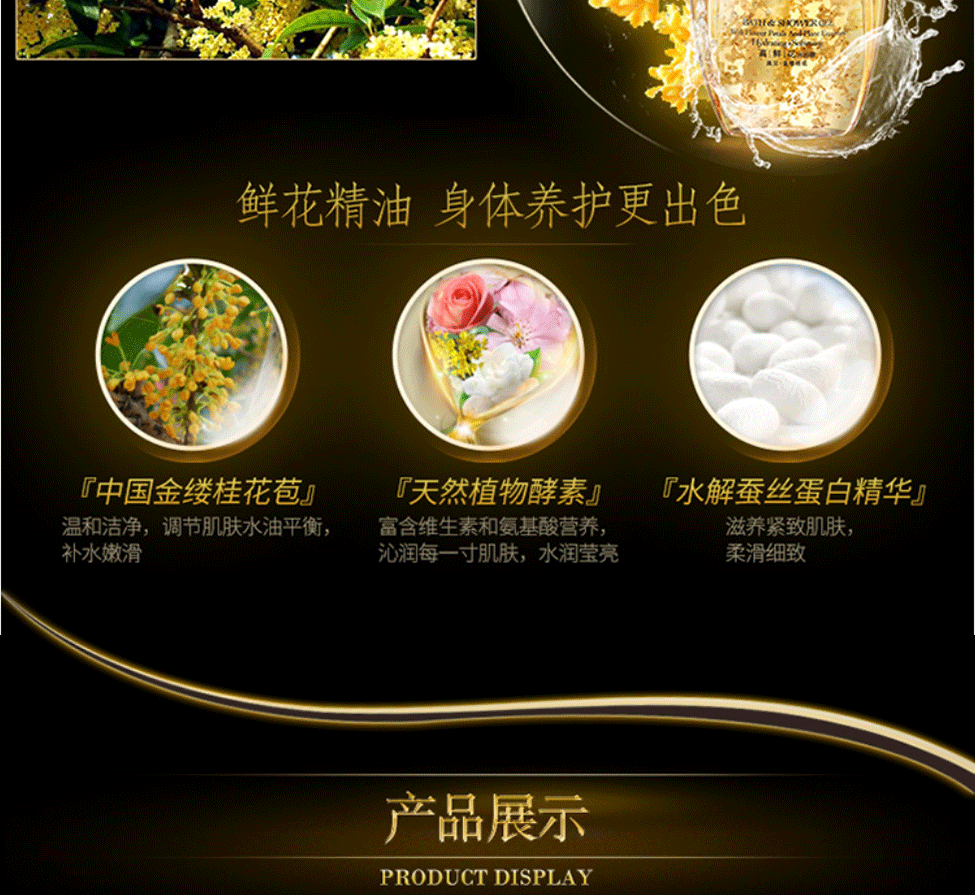 BATH & SHOWER GEL
鲜花精油 身体养护更出色
『中国金缕桂花苞』
温和洁净，调节肌肤水油平衡，
补水嫩滑
『天然植物酵素』
富含维生素和氨基酸营养，
沁润每一寸肌肤，水润莹亮
『水解蚕丝蛋白精华』
滋养紧致肌肤，
柔滑细致
产品展示
PRODUCT DISPLAY